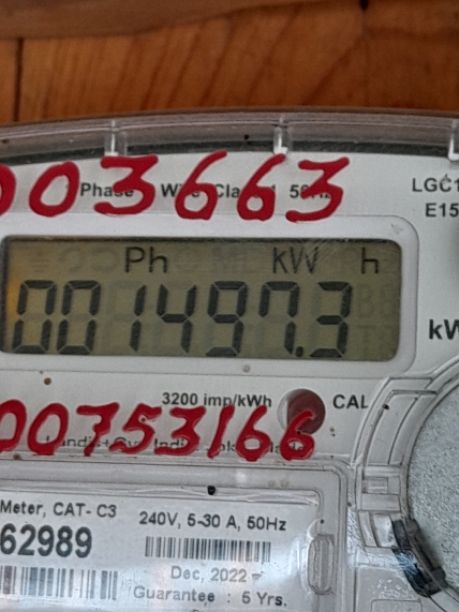 003663
Phase
LGC1
E15
Ph kW h
001497.3
kW
3200 imp/kWh CAL
00753166
Meter, CAT- C3
62989
240V, 5-30 A, 50Hz
Dec, 2022
Guarantee : 5 Yrs.